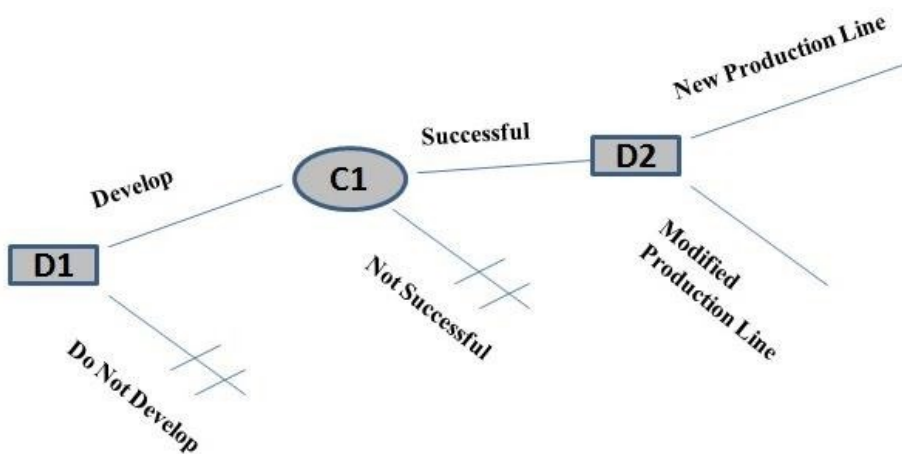 New Production Line
Successful
D2
Develop
C1
D1
Modified
Production Line
Not Successful
Do Not Develop